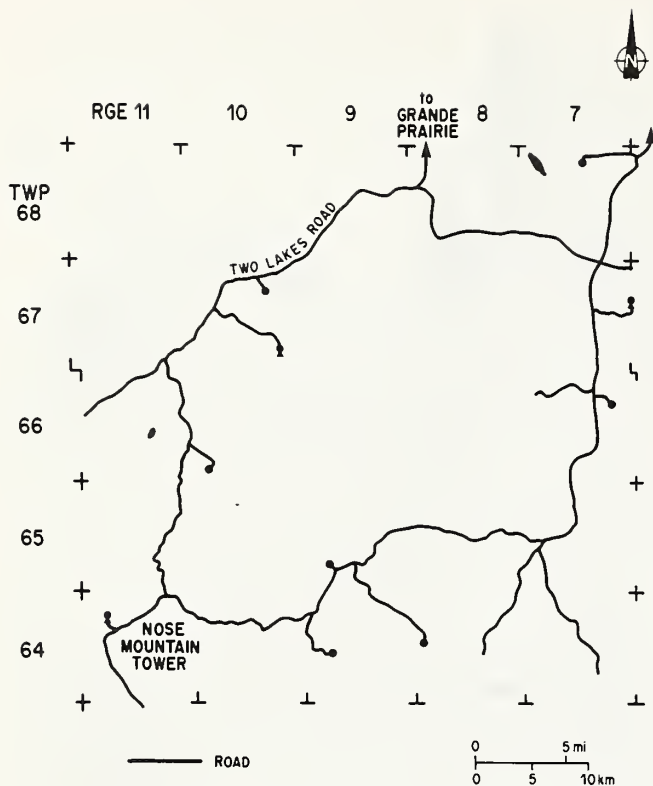 N
to
RGE 11 10 9 GRANDE 8 7
PRAIRIE
TWP
68
TWO LAKES ROAD
67
66
65
64
NOSE
MOUNTAIN
TOWER
ROAD
0 5 mi
0 5 10 km